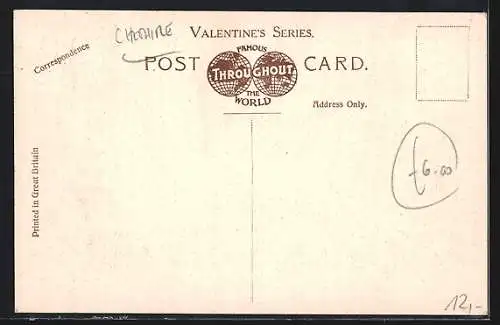 CHESHIRE
VALENTINE'S SERIES.
Correspondence
POST CARD.
FAMOUS
THROUGHOUT
THE
WORLD
Address Only.
Printed in Great Britain
£6.00
12,-